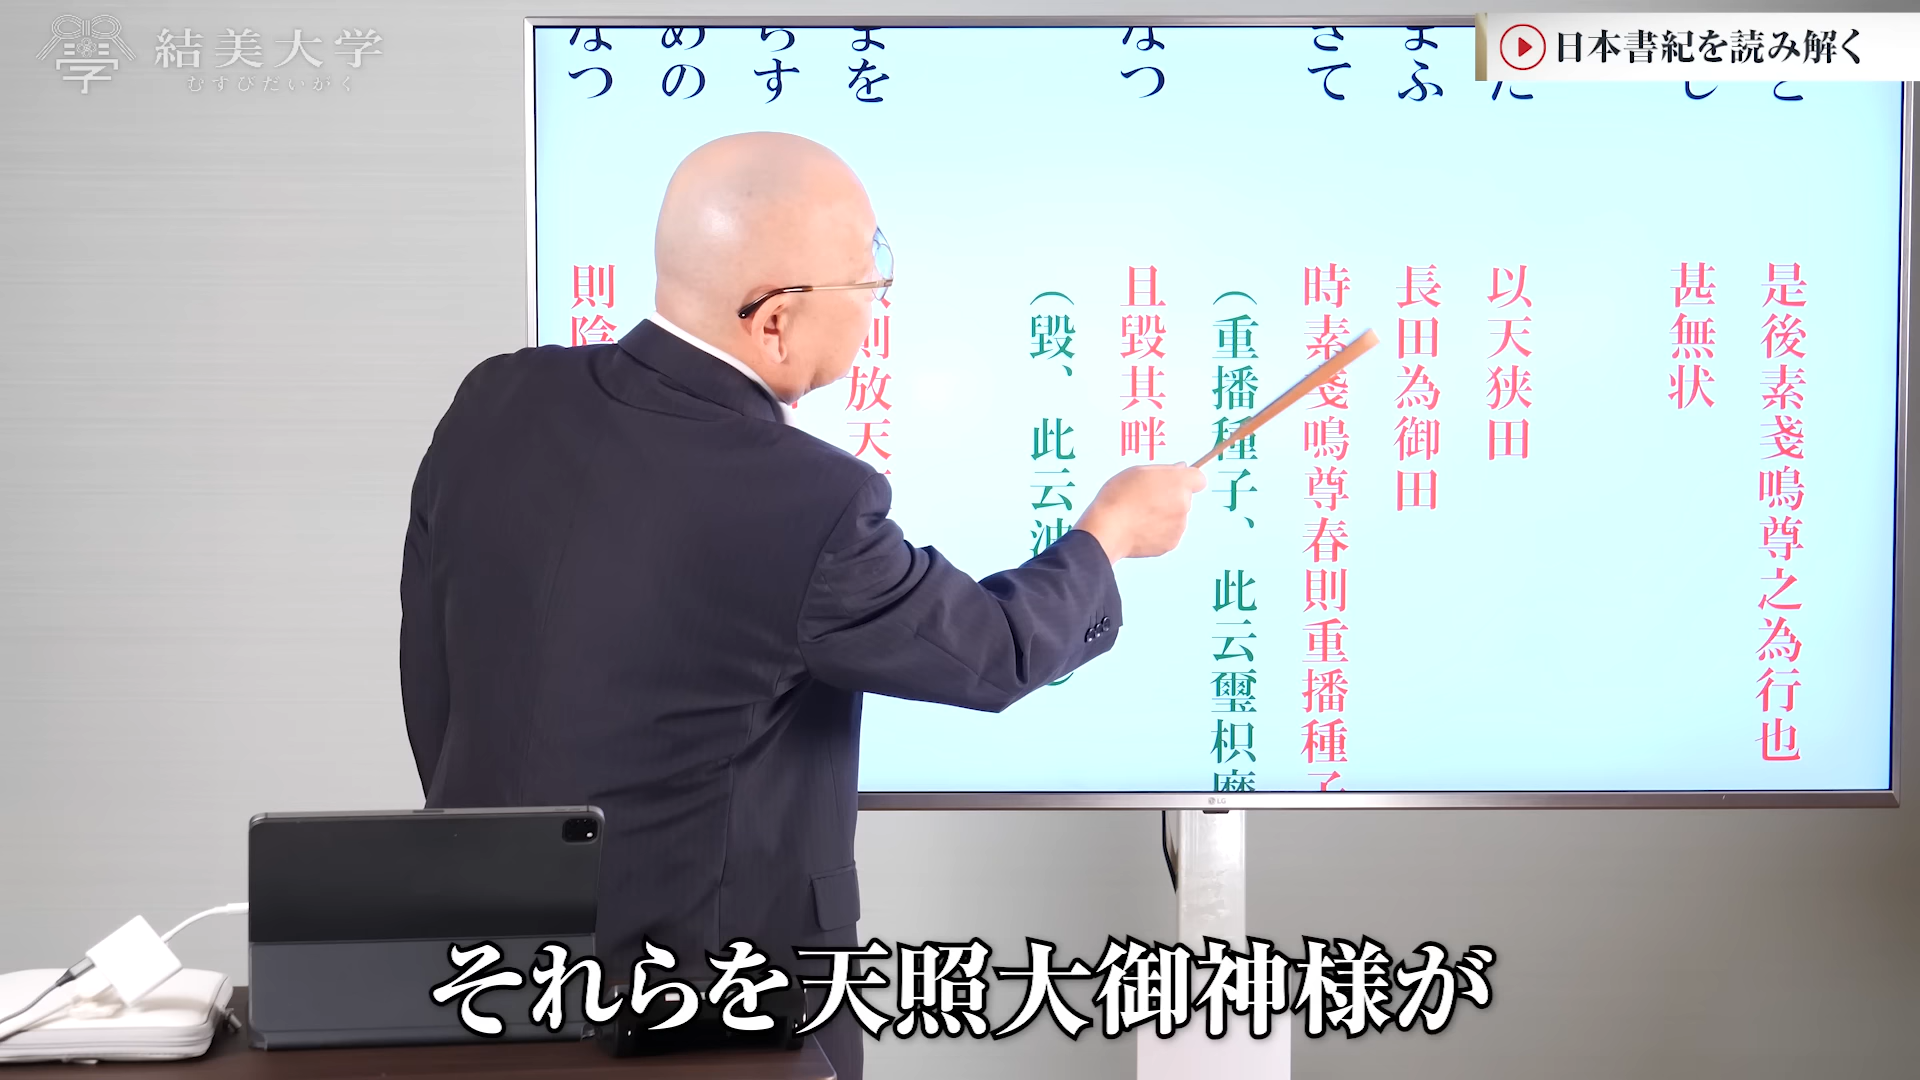 結美大学
むすびだいがく
日本書紀を読み解く
是後素戔嗚尊之為行也
甚無状
以天狭田
まふ
長田為御田
さて
時素戔嗚尊春則重播種子
（重播種子、此云璽枳磨
なつ
且毀其畔
（毀、此云波
まを
則放天
らす
めの
なつ
則陰
それらを天照大御神様が
LG